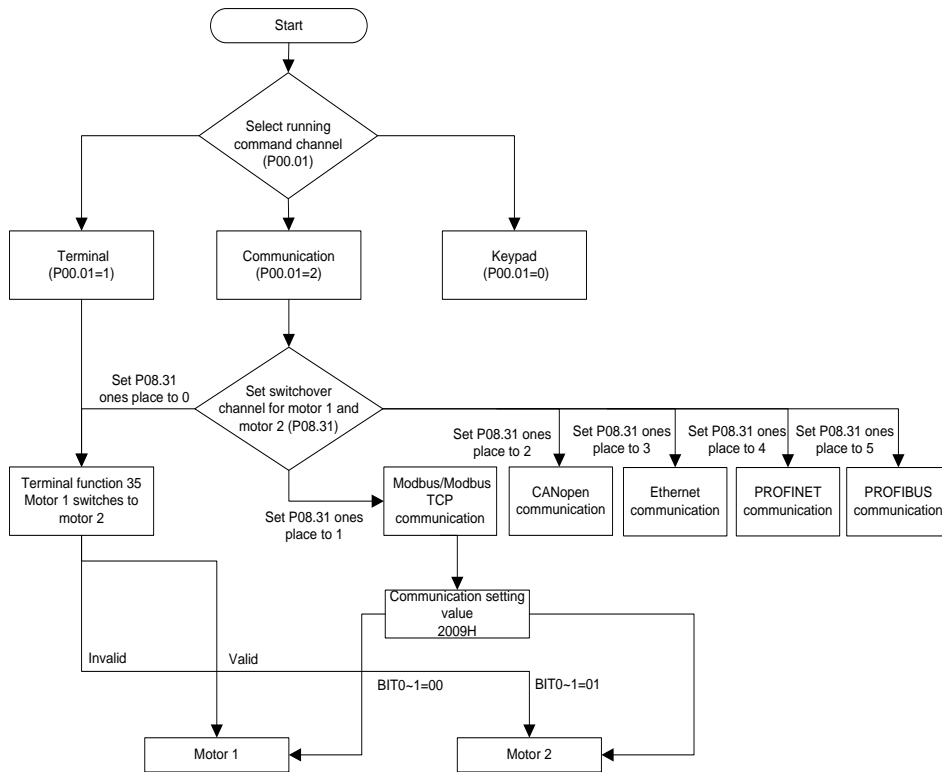 Start
Select running
command channel
(P00.01)
Terminal
(P00.01=1)
Communication
(P00.01=2)
Keypad
(P00.01=0)
Set P08.31
ones place to 0
Set switchover
channel for motor 1 and
motor 2 (P08.31)
Set P08.31 ones
place to 2
Set P08.31 ones
place to 3
Set P08.31 ones
place to 4
Set P08.31 ones
place to 5
Terminal function 35
Motor 1 switches to
motor 2
Set P08.31 ones
place to 1
Modbus/Modbus
TCP
communication
CANopen
communication
Ethernet
communication
PROFINET
communication
PROFIBUS
communication
Communication setting
value
2009H
Invalid
Valid
BIT0~1=00
BIT0~1=01
Motor 1
Motor 2